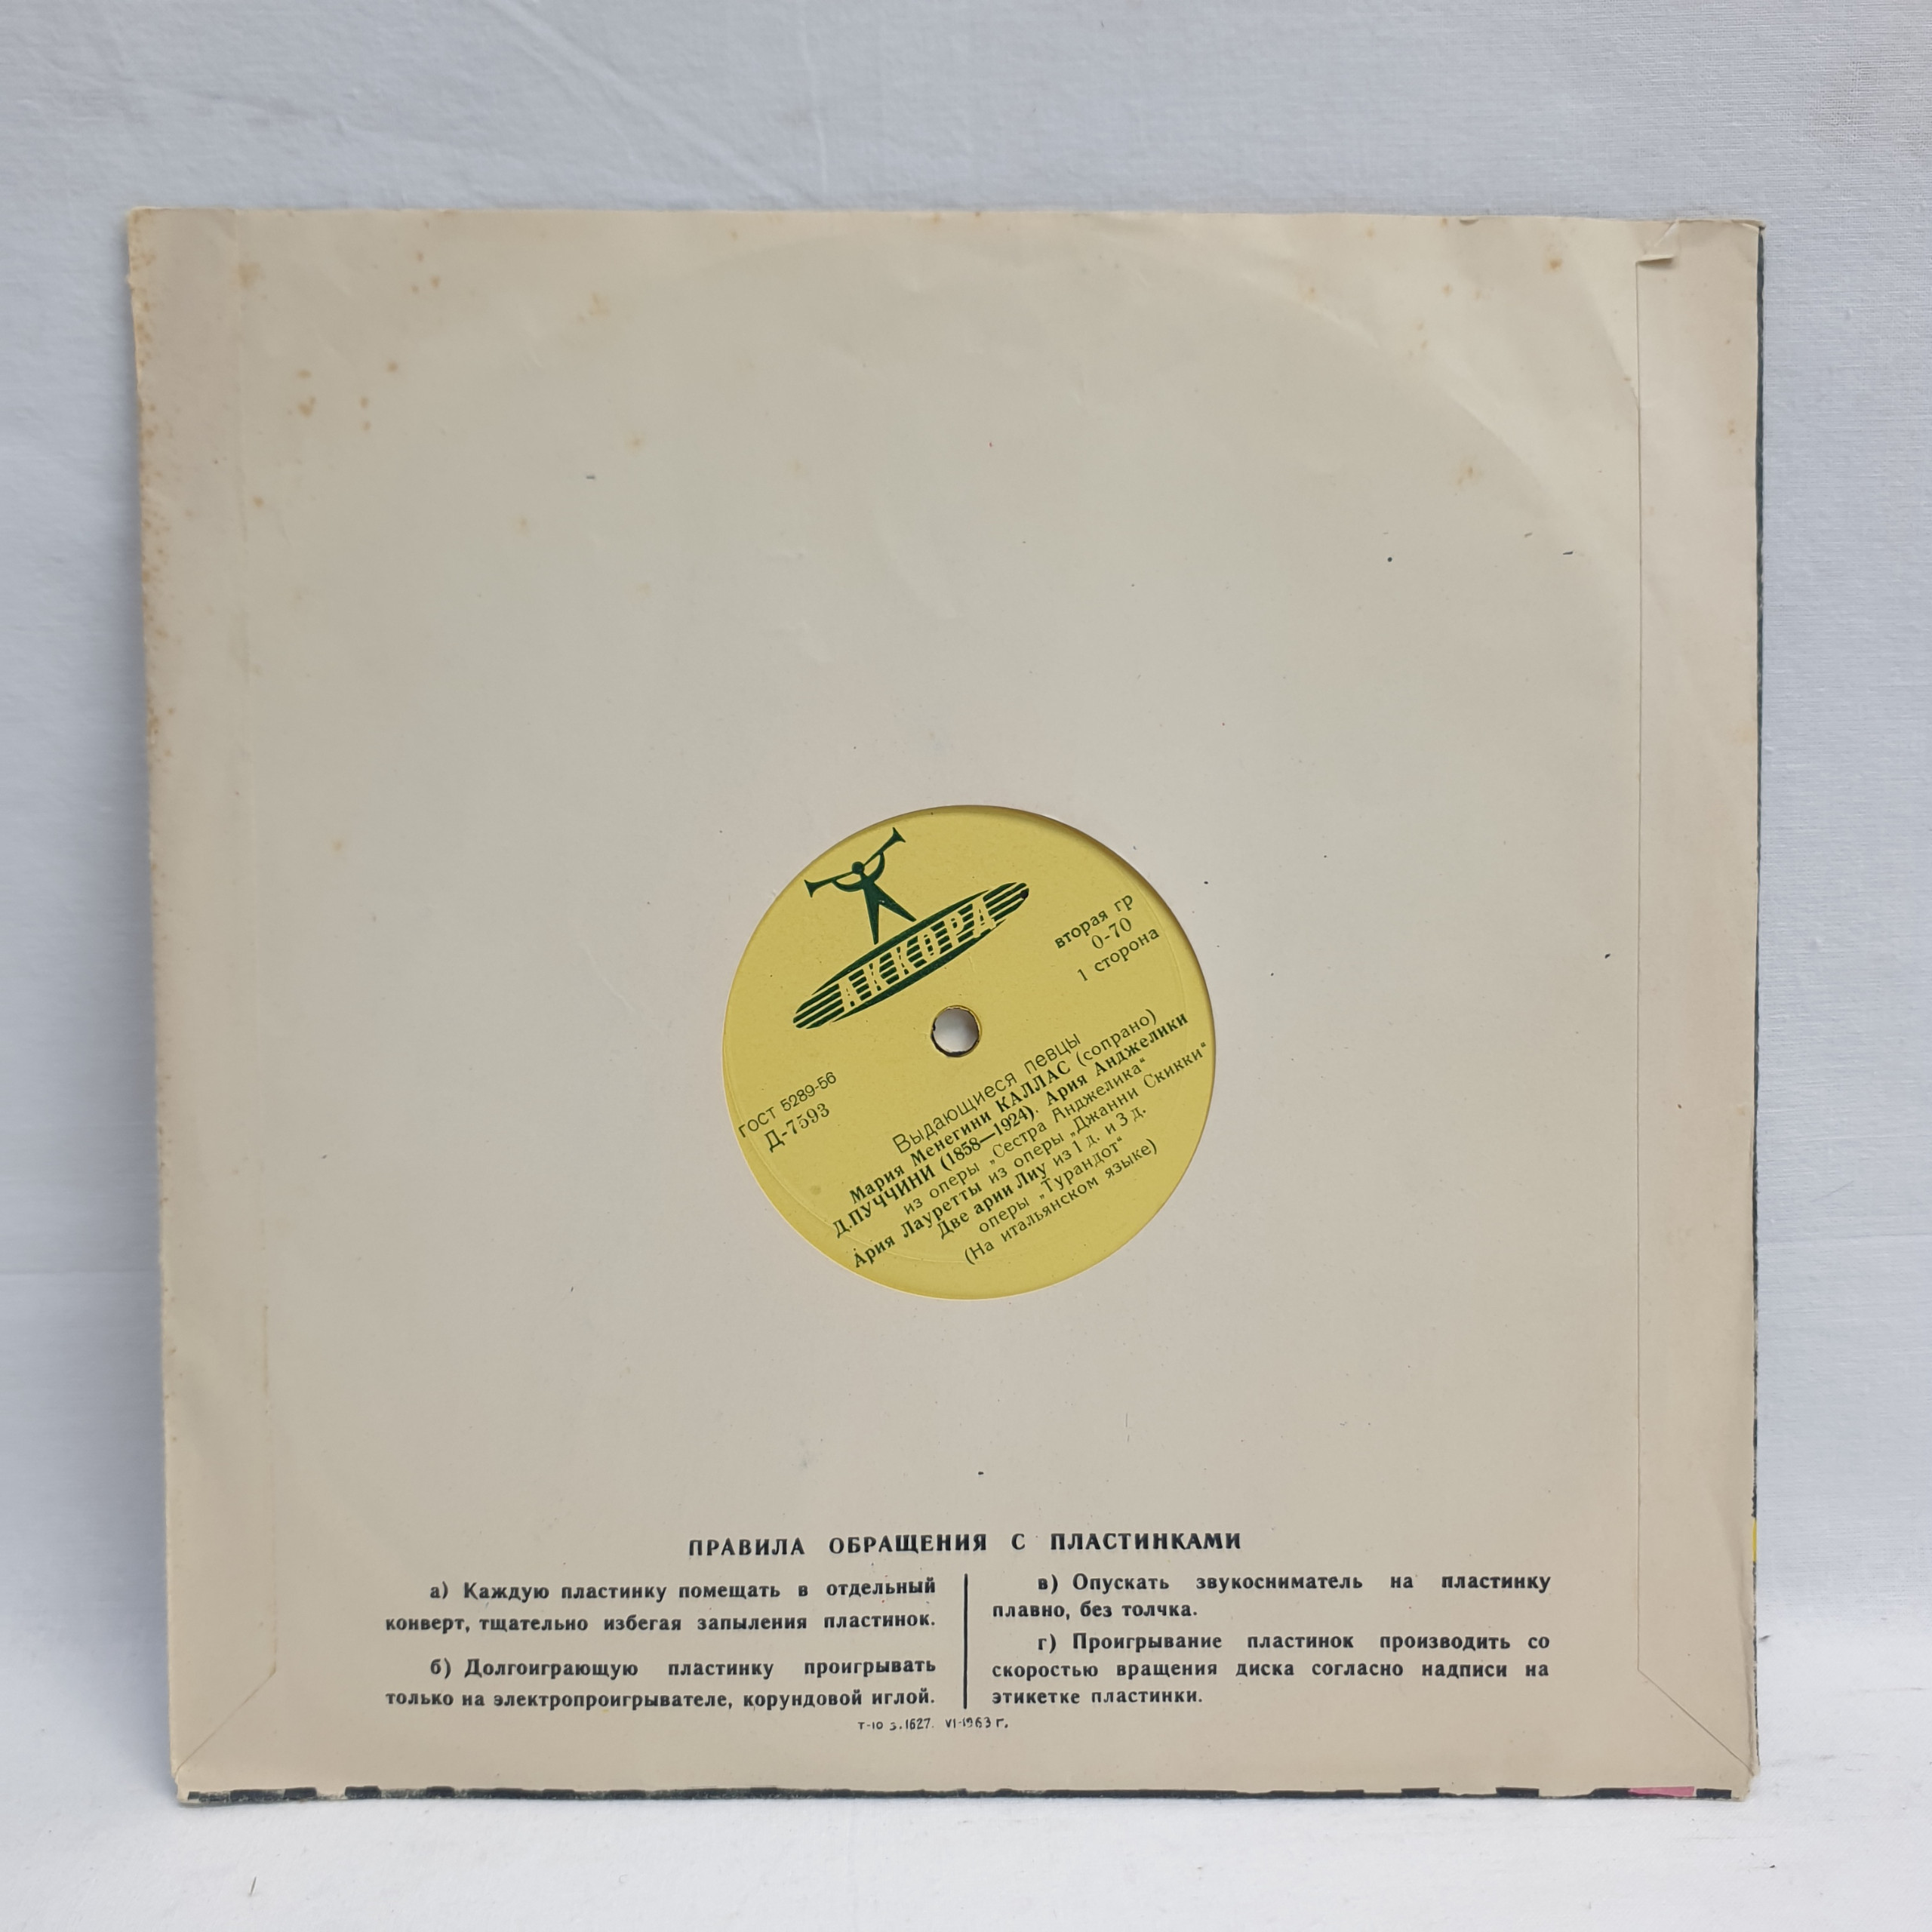 АККОРД
вторая гр
0-70
1 сторона
ГОСТ 5289-56
Д-7593
Выдающиеся певцы
Мария Менегини КАЛЛАС (сопрано)
Д.ПУЧЧИНИ (1858—1924). Ария Анджелики
из оперы „Сестра Анджелика“
Ария Лауретты из оперы „Джанни Скикки“
Две арии Лиу из 1 д. и 3 д.
оперы „Турандот“
(На итальянском языке)
ПРАВИЛА ОБРАЩЕНИЯ С ПЛАСТИНКАМИ
а) Каждую пластинку помещать в отдельный
конверт, тщательно избегая запыления пластинок.
б) Долгоиграющую пластинку проигрывать
только на электропроигрывателе, корундовой иглой.
в) Опускать звукосниматель на пластинку
плавно, без толчка.
г) Проигрывание пластинок производить со
скоростью вращения диска согласно надписи на
этикетке пластинки.
т-10 з.1627. VI-1963 г.